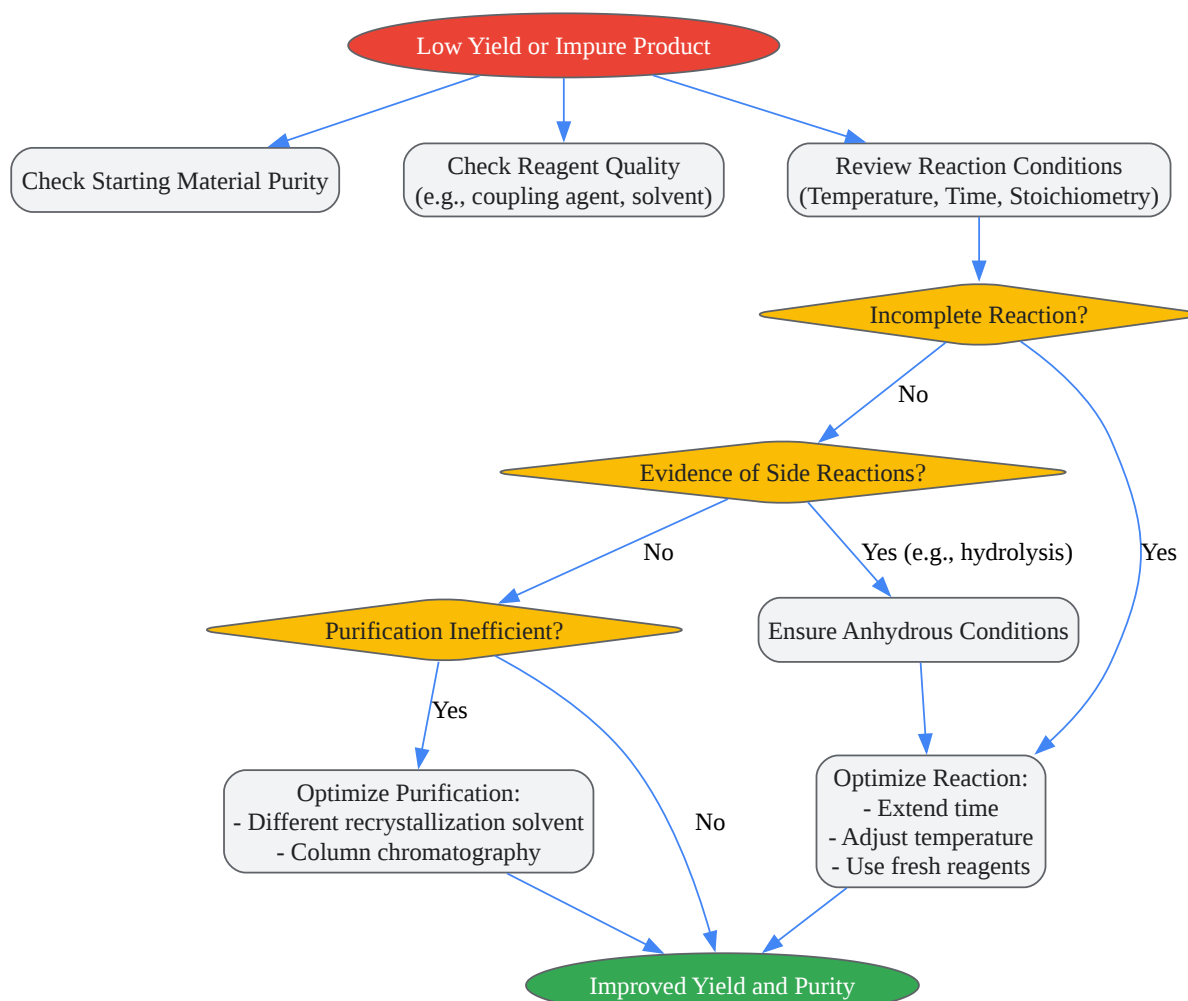 Low Yield or Impure Product
Check Starting Material Purity
Check Reagent Quality
(e.g., coupling agent, solvent)
Review Reaction Conditions
(Temperature, Time, Stoichiometry)
Incomplete Reaction?
No
Evidence of Side Reactions?
No
Yes (e.g., hydrolysis)
Yes
Purification Inefficient?
Ensure Anhydrous Conditions
Yes
Optimize Purification:
- Different recrystallization solvent
- Column chromatography
No
Optimize Reaction:
- Extend time
- Adjust temperature
- Use fresh reagents
Improved Yield and Purity